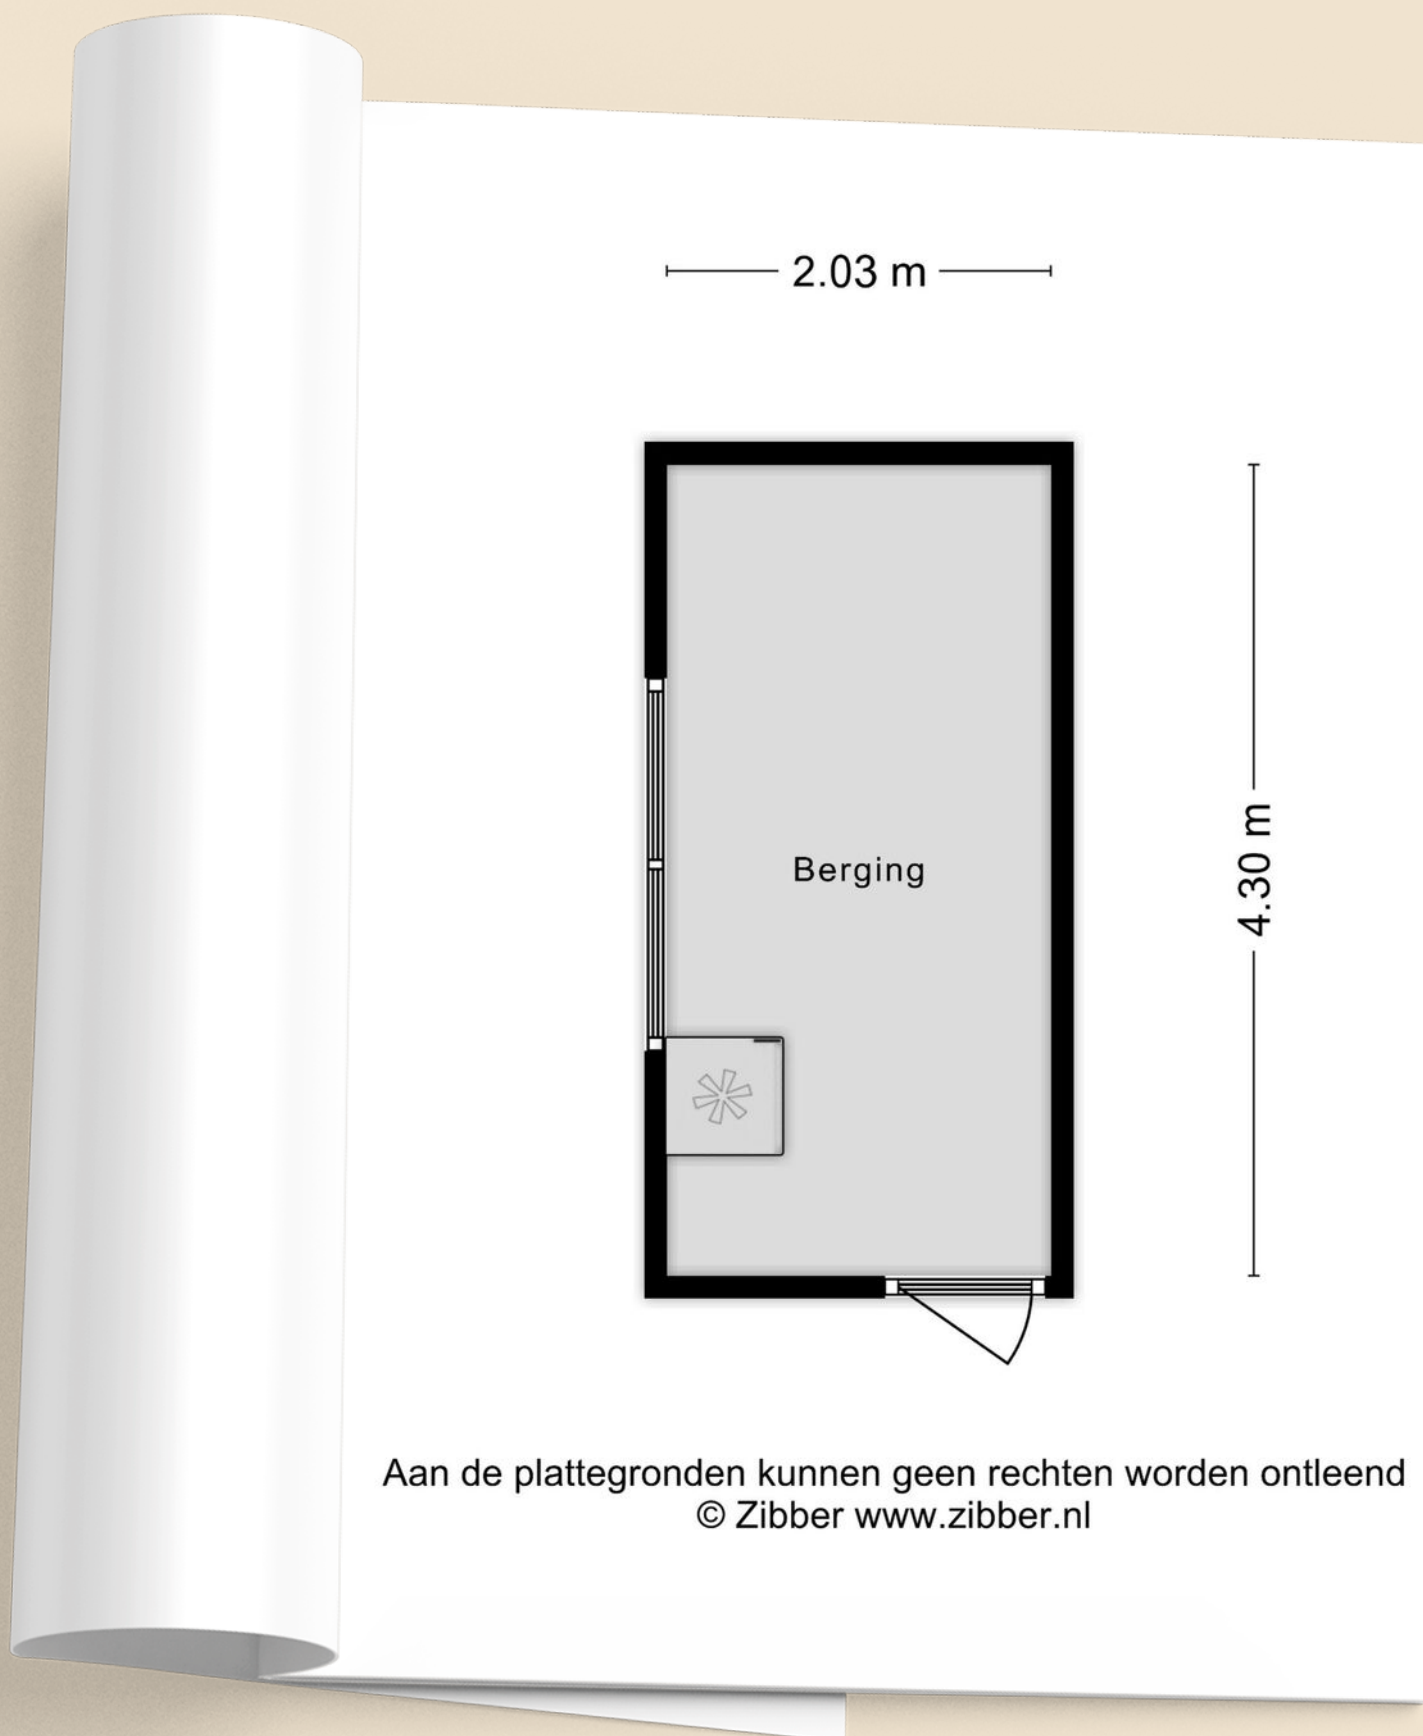 2.03 m
Berging
4.30 m
Aan de plattegronden kunnen geen rechten worden ontleend
© Zibber www.zibber.nl